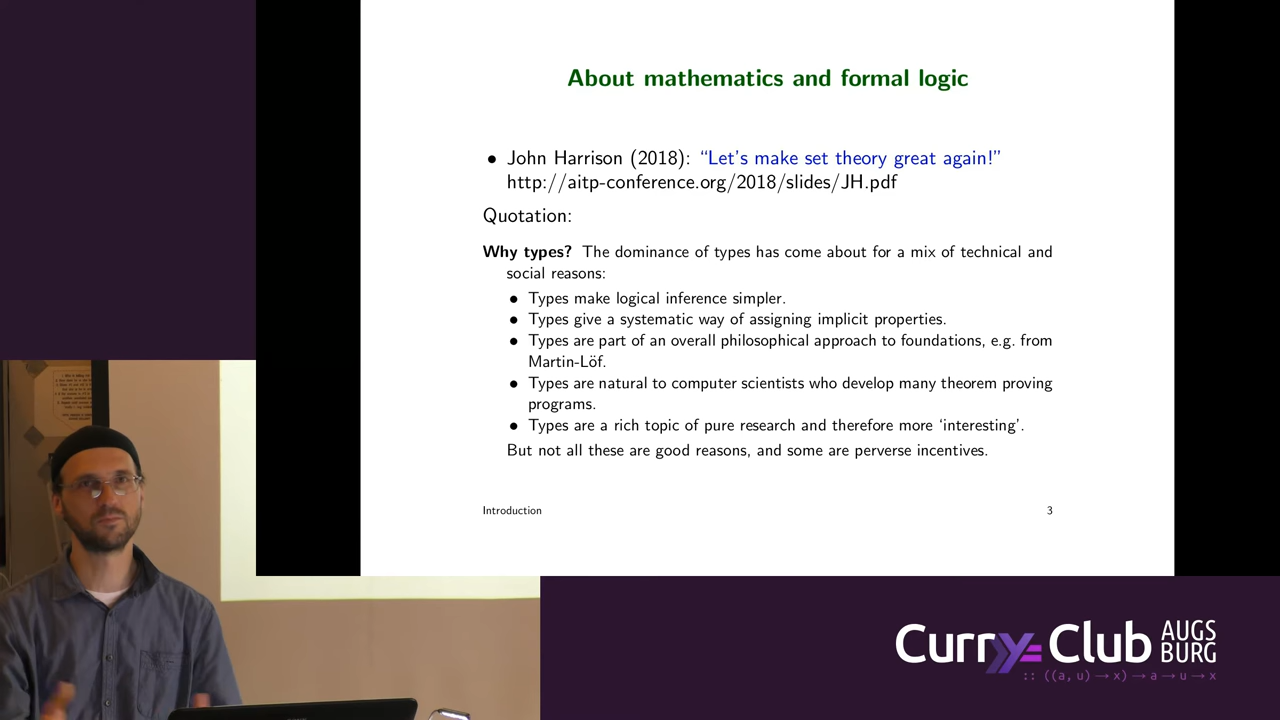 About mathematics and formal logic
• John Harrison (2018): “Let’s make set theory great again!”
http://aitp-conference.org/2018/slides/JH.pdf
Quotation:
Why types? The dominance of types has come about for a mix of technical and
social reasons:
• Types make logical inference simpler.
• Types give a systematic way of assigning implicit properties.
• Types are part of an overall philosophical approach to foundations, e.g. from
Martin-Löf.
• Types are natural to computer scientists who develop many theorem proving
programs.
• Types are a rich topic of pure research and therefore more ‘interesting’.
But not all these are good reasons, and some are perverse incentives.
Introduction 3
Curry Club AUGS
BURG
:: ((a, u) → x) → a → u → x